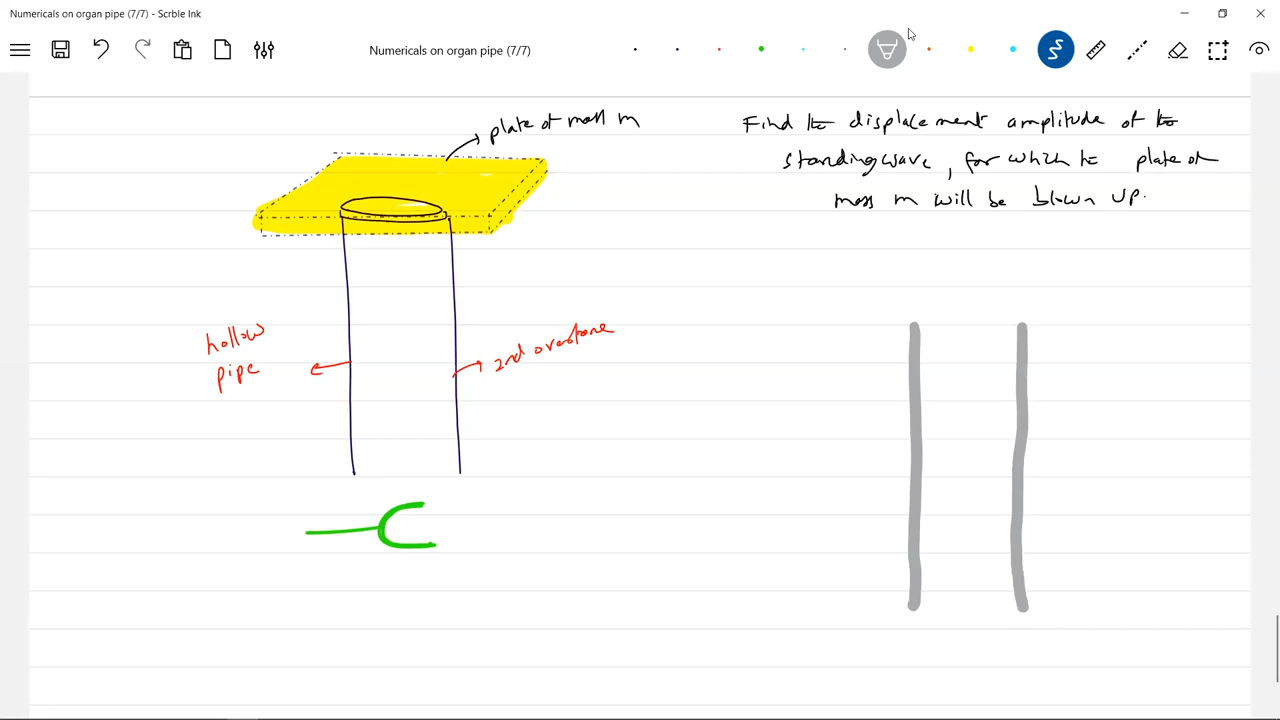 Numericals on organ pipe (7/7) - Scrble Ink
Numericals on organ pipe (7/7)
plate of mass m
Find the displacement amplitude of the
standing wave, for which the plate of
mass m will be blown up.
hollow
pipe
2nd overtone